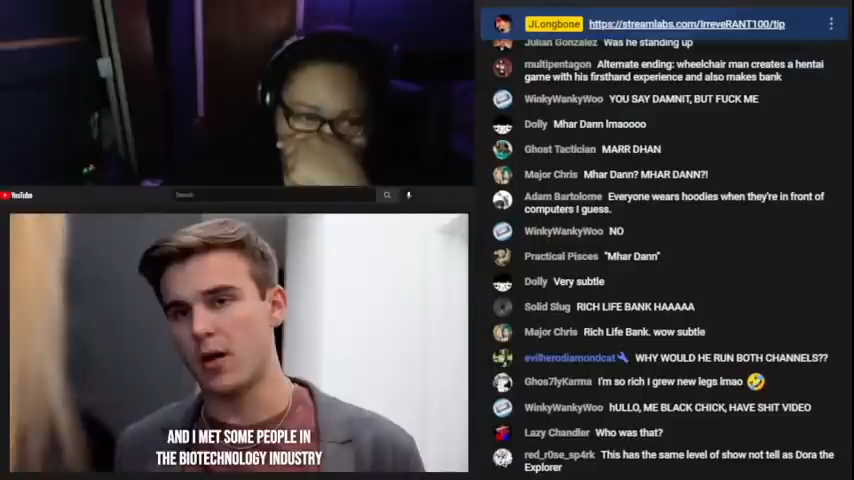 JLongbone https://streamlabs.com/IrreveRANT100/tip
Julian Gonzalez Was he standing up
multipentagon Alternate ending: wheelchair man creates a hentai
game with his firsthand experience and also makes bank
WinkyWankyWoo YOU SAY DAMNIT, BUT FUCK ME
Dolly Mhar Dann lmaoooo
Ghost Tactician MARR DHAN
Major Chris Mhar Dann? MHAR DANN?!
Adam Bartolome Everyone wears hoodies when they're in front of
computers I guess.
WinkyWankyWoo NO
Practical Pisces "Mhar Dann"
Dolly Very subtle
Solid Slug RICH LIFE BANK HAAAAA
Major Chris Rich Life Bank. wow subtle
evilherodiamondcat WHY WOULD HE RUN BOTH CHANNELS??
Ghos7lyKarma I'm so rich I grew new legs lmao 🤣
WinkyWankyWoo hULLO, ME BLACK CHICK, HAVE SHIT VIDEO
Lazy Chandler Who was that?
red_r0se_sp4rk This has the same level of show not tell as Dora the
Explorer
YouTube
Search
AND I MET SOME PEOPLE IN
THE BIOTECHNOLOGY INDUSTRY